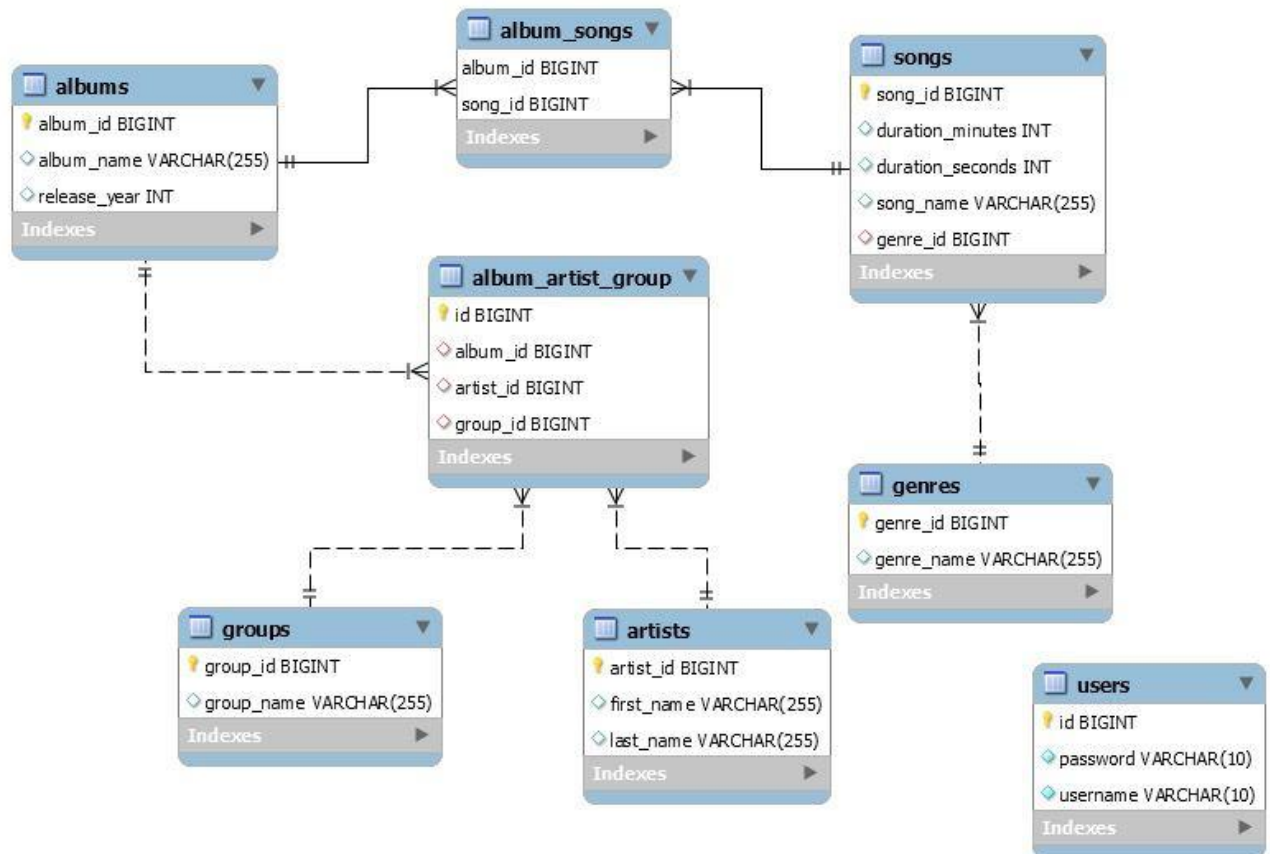 album_songs
album_id BIGINT
song_id BIGINT
Indexes
songs
song_id BIGINT
duration_minutes INT
duration_seconds INT
song_name VARCHAR(255)
genre_id BIGINT
Indexes
albums
album_id BIGINT
album_name VARCHAR(255)
release_year INT
Indexes
album_artist_group
id BIGINT
album_id BIGINT
artist_id BIGINT
group_id BIGINT
Indexes
genres
genre_id BIGINT
genre_name VARCHAR(255)
Indexes
groups
group_id BIGINT
group_name VARCHAR(255)
Indexes
artists
artist_id BIGINT
first_name VARCHAR(255)
last_name VARCHAR(255)
Indexes
users
id BIGINT
password VARCHAR(10)
username VARCHAR(10)
Indexes